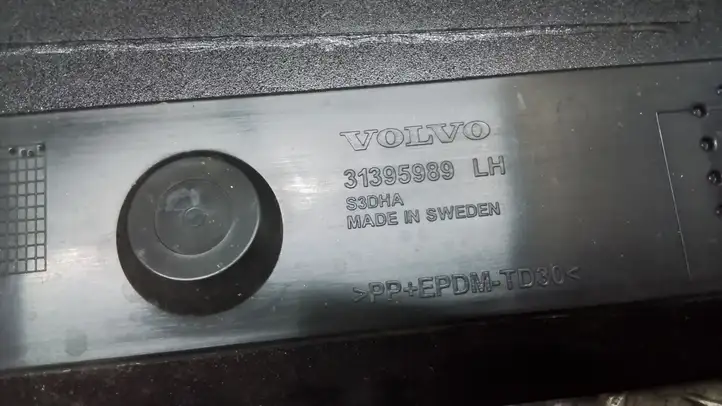 VOLVO
31395989 LH
S3DHA
MADE IN SWEDEN
>PP+EPDM-TD30<